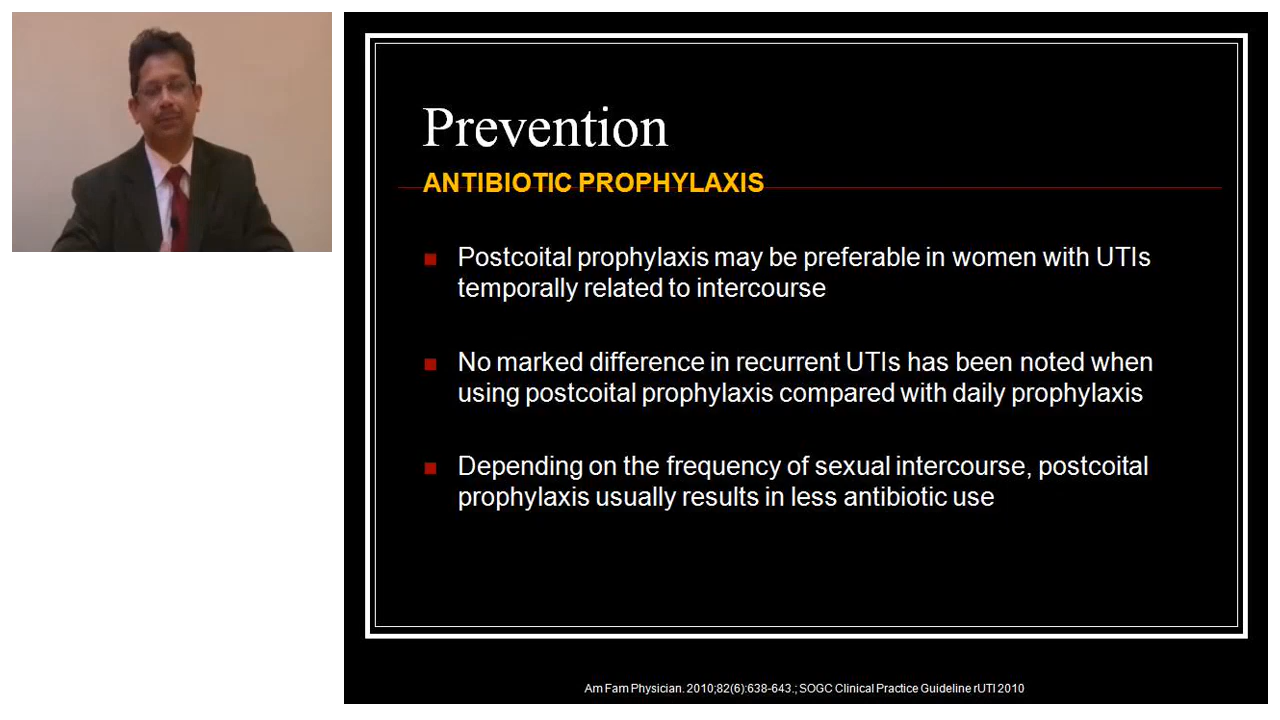 Prevention
ANTIBIOTIC PROPHYLAXIS
Postcoital prophylaxis may be preferable in women with UTIs
temporally related to intercourse
No marked difference in recurrent UTIs has been noted when
using postcoital prophylaxis compared with daily prophylaxis
Depending on the frequency of sexual intercourse, postcoital
prophylaxis usually results in less antibiotic use
Am Fam Physician. 2010;82(6):638-643.; SOGC Clinical Practice Guideline rUTI 2010